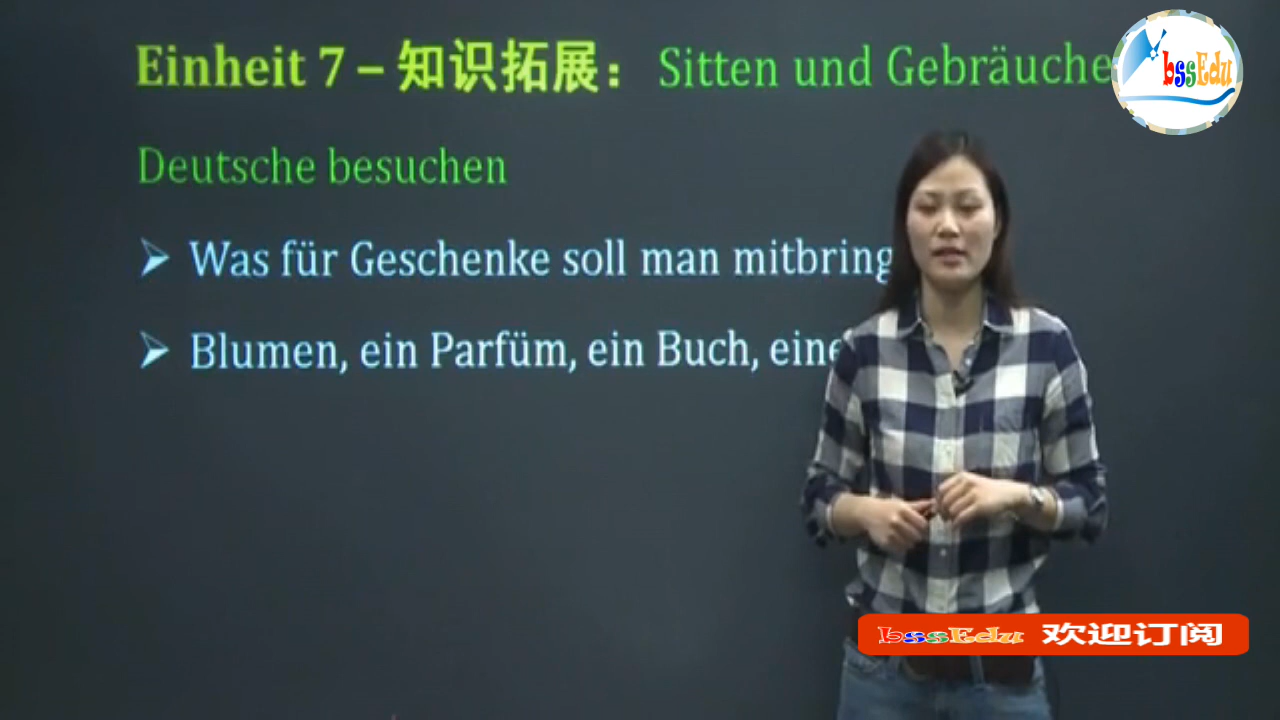 Einheit 7 – 知识拓展： Sitten und Gebräuche
bssEdu
Deutsche besuchen
➢ Was für Geschenke soll man mitbring
➢ Blumen, ein Parfüm, ein Buch, eine
bssEdu 欢迎订阅